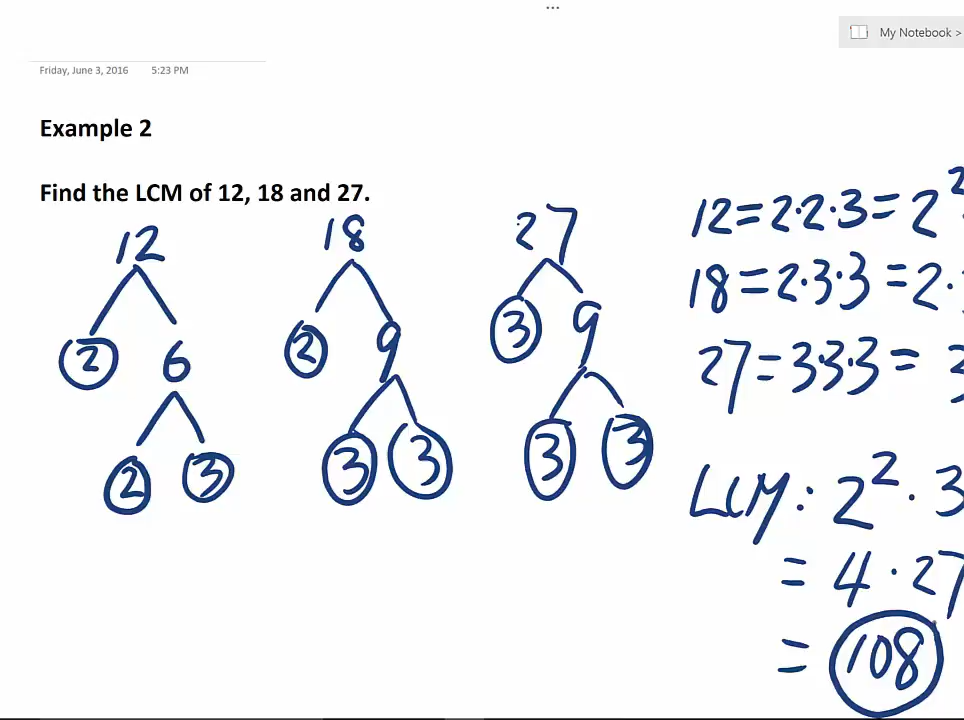 ...
My Notebook >
Friday, June 3, 2016 5:23 PM
Example 2
Find the LCM of 12, 18 and 27.
12 18 27
2 6 2 9 3 9
2 3 3 3 3 3
12=2·2·3=2²·
18=2·3·3=2·
27=3·3·3=3
LCM: 2²·3
= 4·27
= 108